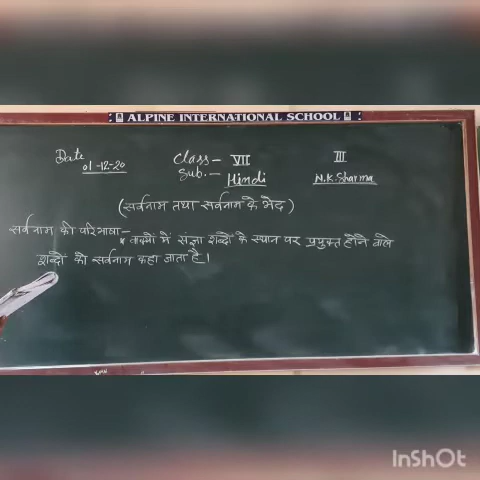 ALPINE INTERNATIONAL SCHOOL
Date 01-12-20 Class - VII III
Sub. - Hindi N.K. Sharma
(सर्वनाम तथा सर्वनाम के भेद)
सर्वनाम की परिभाषा -
* वाक्यों में संज्ञा शब्दों के स्थान पर प्रयुक्त होने वाले
शब्दों को सर्वनाम कहा जाता है।
InShOt